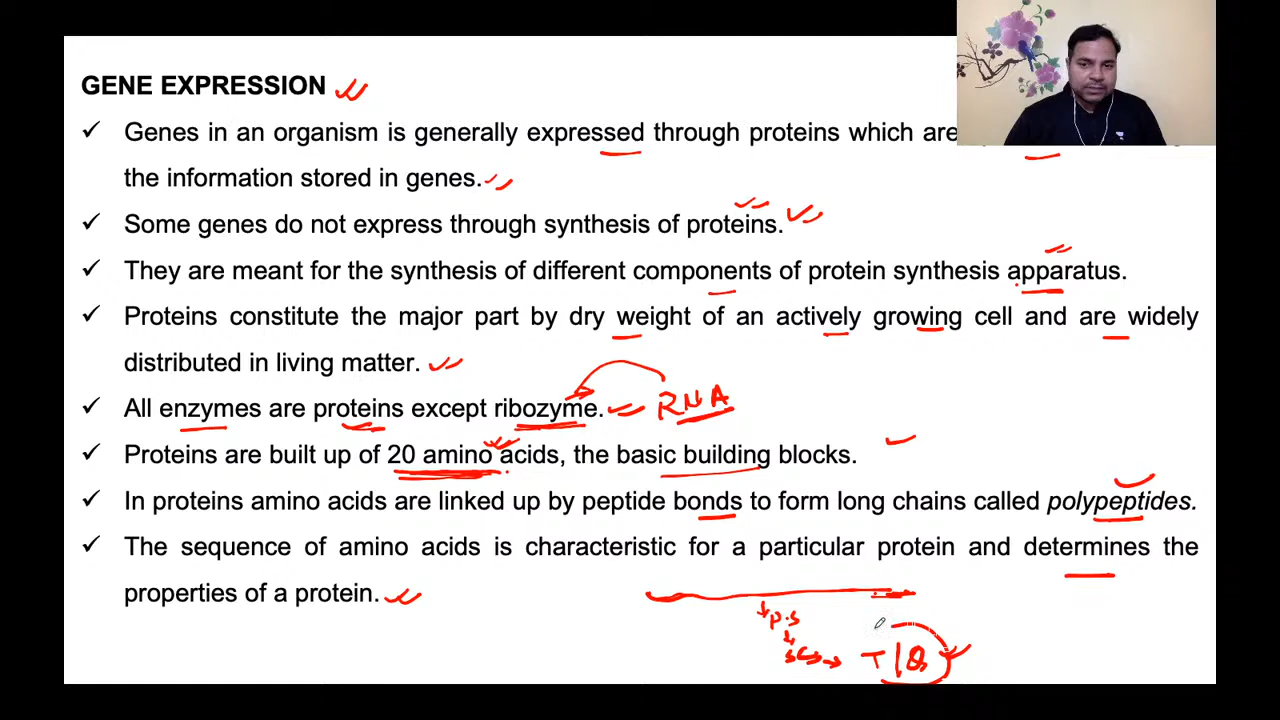 GENE EXPRESSION
✓ Genes in an organism is generally expressed through proteins which are
the information stored in genes.
✓ Some genes do not express through synthesis of proteins.
✓ They are meant for the synthesis of different components of protein synthesis apparatus.
✓ Proteins constitute the major part by dry weight of an actively growing cell and are widely
distributed in living matter.
✓ All enzymes are proteins except ribozyme. RNA
✓ Proteins are built up of 20 amino acids, the basic building blocks.
✓ In proteins amino acids are linked up by peptide bonds to form long chains called polypeptides.
✓ The sequence of amino acids is characteristic for a particular protein and determines the
properties of a protein.
P.S
T/Q